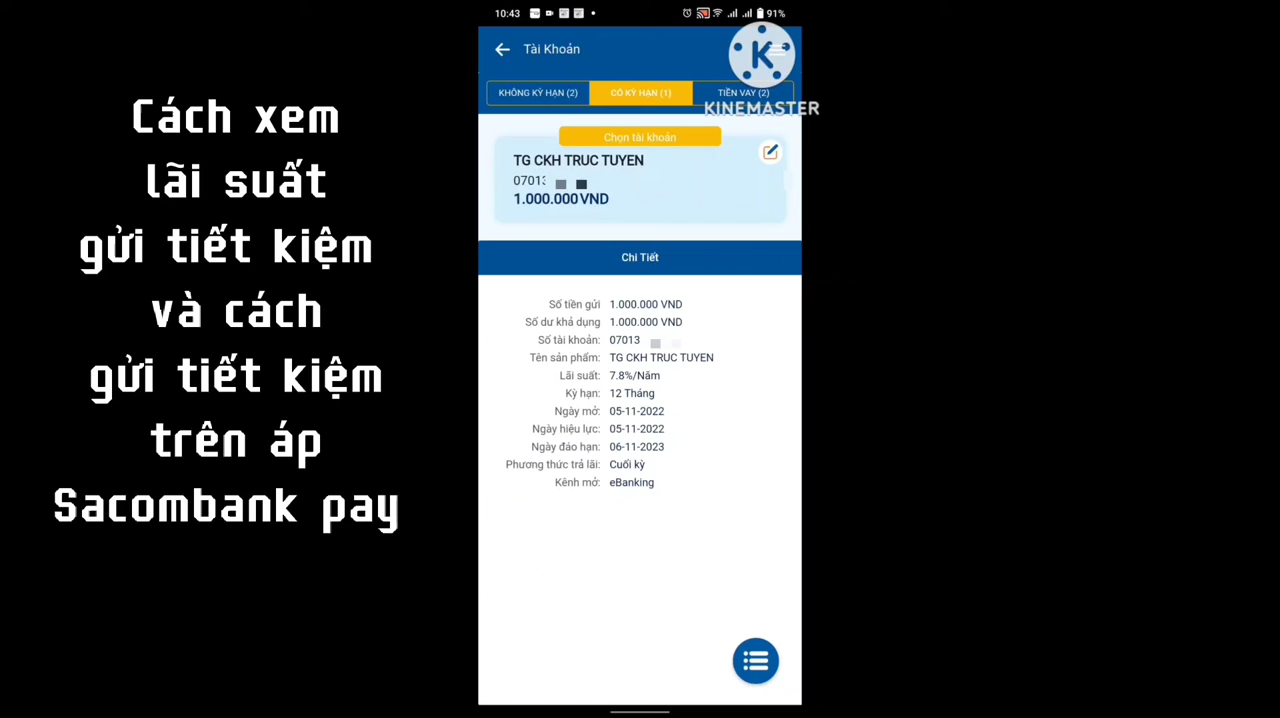 Cách xem
lãi suất
gửi tiết kiệm
và cách
gửi tiết kiệm
trên áp
Sacombank pay
10:43
91%
Tài Khoản
KHÔNG KỲ HẠN (2)
CÓ KỲ HẠN (1)
TIỀN VAY (2)
KINEMASTER
Chọn tài khoản
TG CKH TRUC TUYEN
07013
1.000.000VND
Chi Tiết
Số tiền gửi 1.000.000 VND
Số dư khả dụng 1.000.000 VND
Số tài khoản: 07013
Tên sản phẩm: TG CKH TRUC TUYEN
Lãi suất: 7.8%/Năm
Kỳ hạn: 12 Tháng
Ngày mở: 05-11-2022
Ngày hiệu lực: 05-11-2022
Ngày đáo hạn: 06-11-2023
Phương thức trả lãi: Cuối kỳ
Kênh mở: eBanking